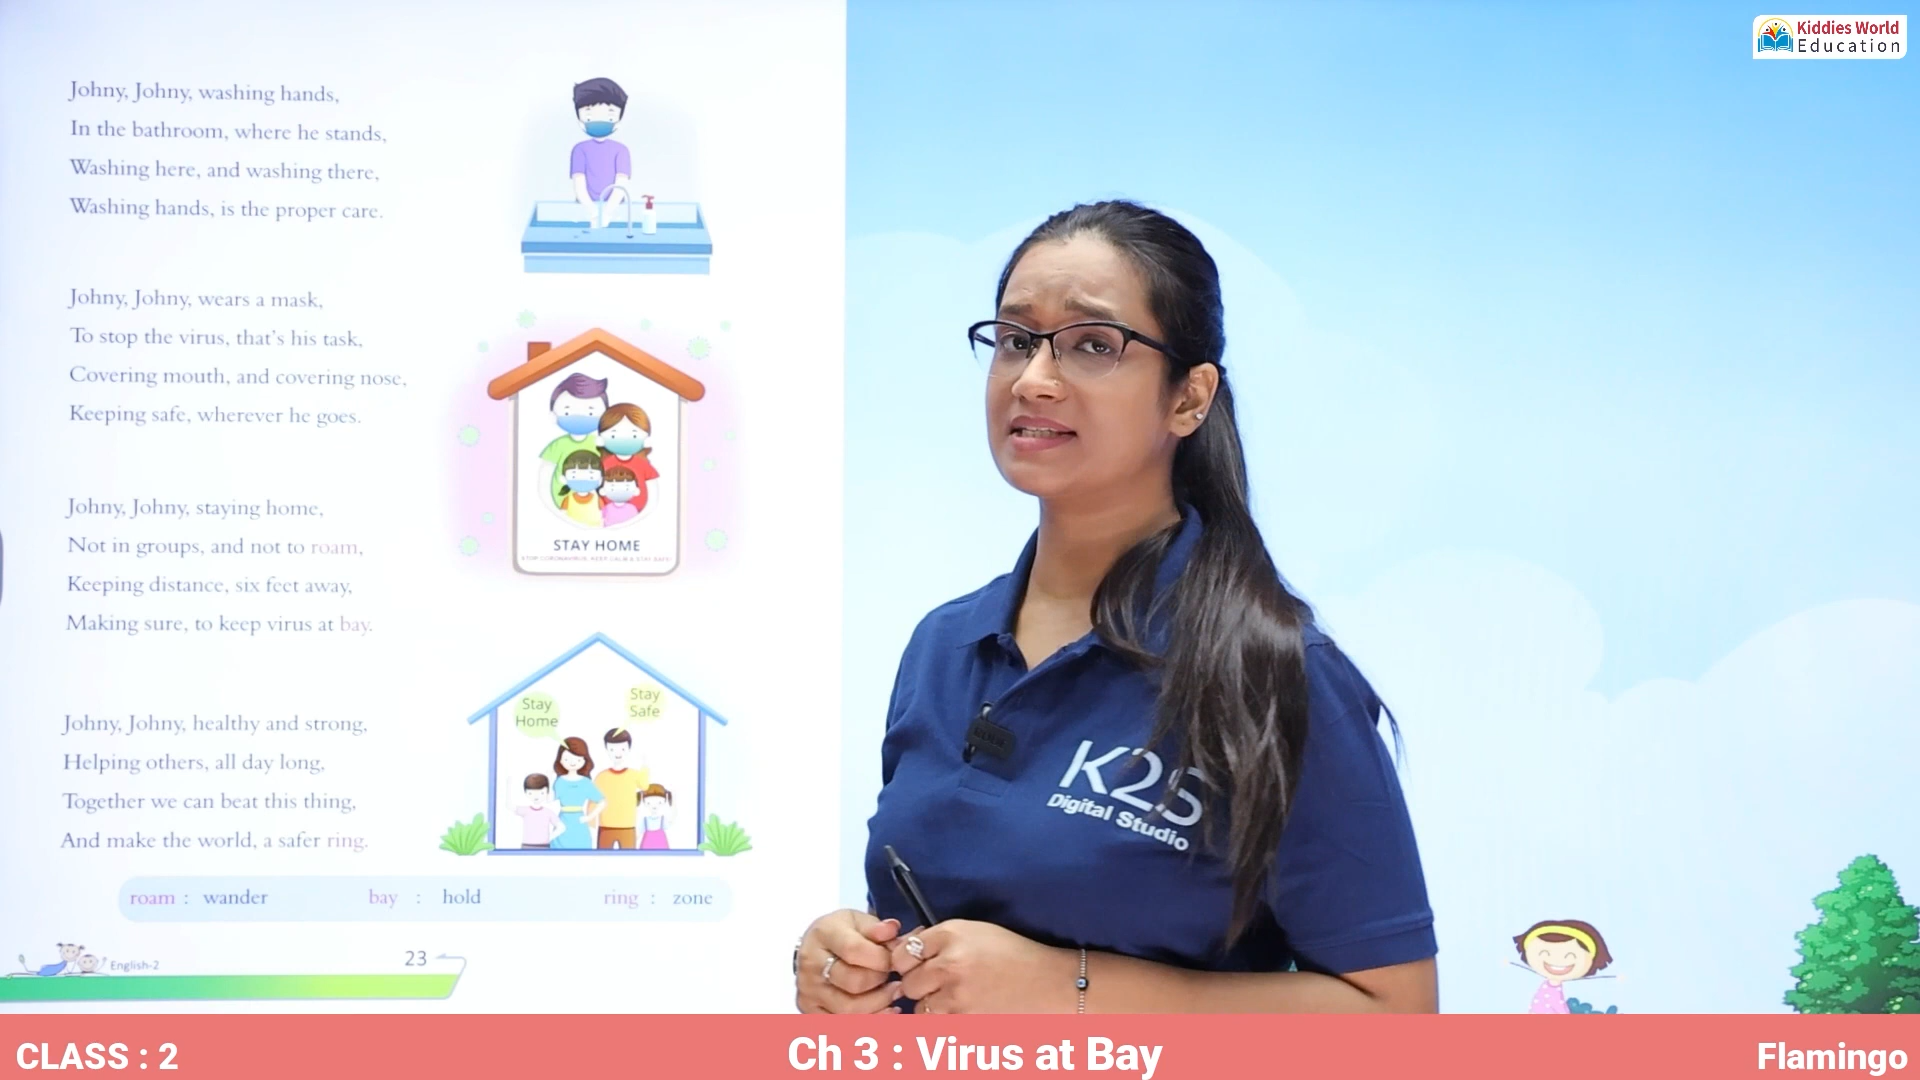 Kiddies World
Education
Johny, Johny, washing hands,
In the bathroom, where he stands,
Washing here, and washing there,
Washing hands, is the proper care.
Johny, Johny, wears a mask,
To stop the virus, that's his task,
Covering mouth, and covering nose,
Keeping safe, wherever he goes.
STAY HOME
STOP CORONAVIRUS, KEEP CALM & STAY SAFE!
Johny, Johny, staying home,
Not in groups, and not to roam,
Keeping distance, six feet away,
Making sure, to keep virus at bay.
Stay
Home
Stay
Safe
Johny, Johny, healthy and strong,
Helping others, all day long,
Together we can beat this thing,
And make the world, a safer ring.
roam : wander bay : hold ring : zone
English-2
23
K2S
Digital Studio
CLASS : 2
Ch 3 : Virus at Bay
Flamingo